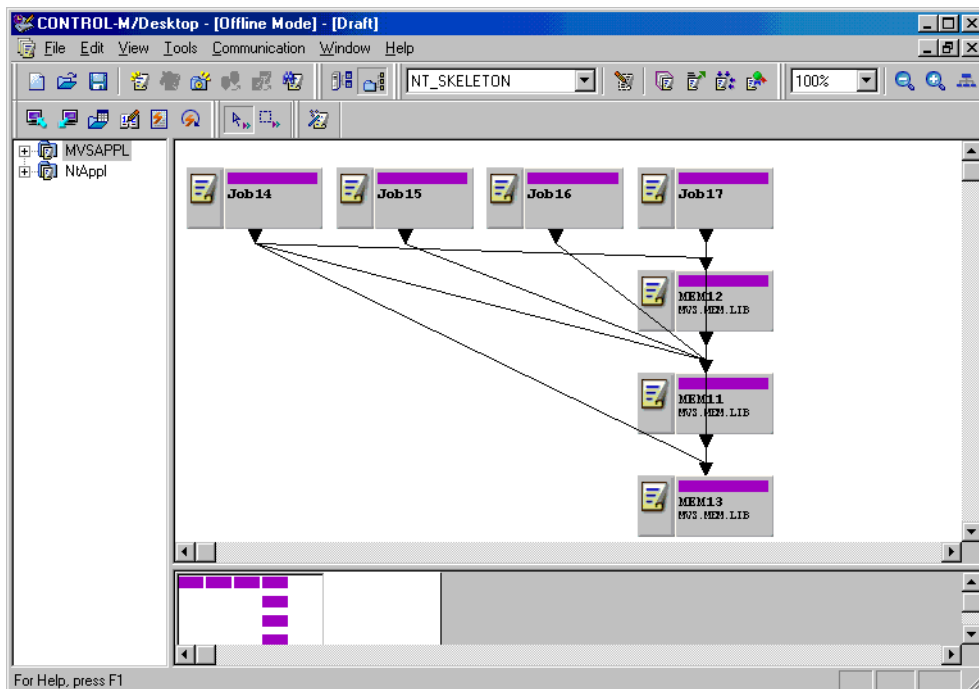 CONTROL-M/Desktop - [Offline Mode] - [Draft]
File Edit View Tools Communication Window Help
NT_SKELETON 100%
MVSAPPL
NtAppl
Job14 Job15 Job16 Job17
MEM12
MVS.MEM.LIB
MEM11
MVS.MEM.LIB
MEM13
MVS.MEM.LIB
For Help, press F1